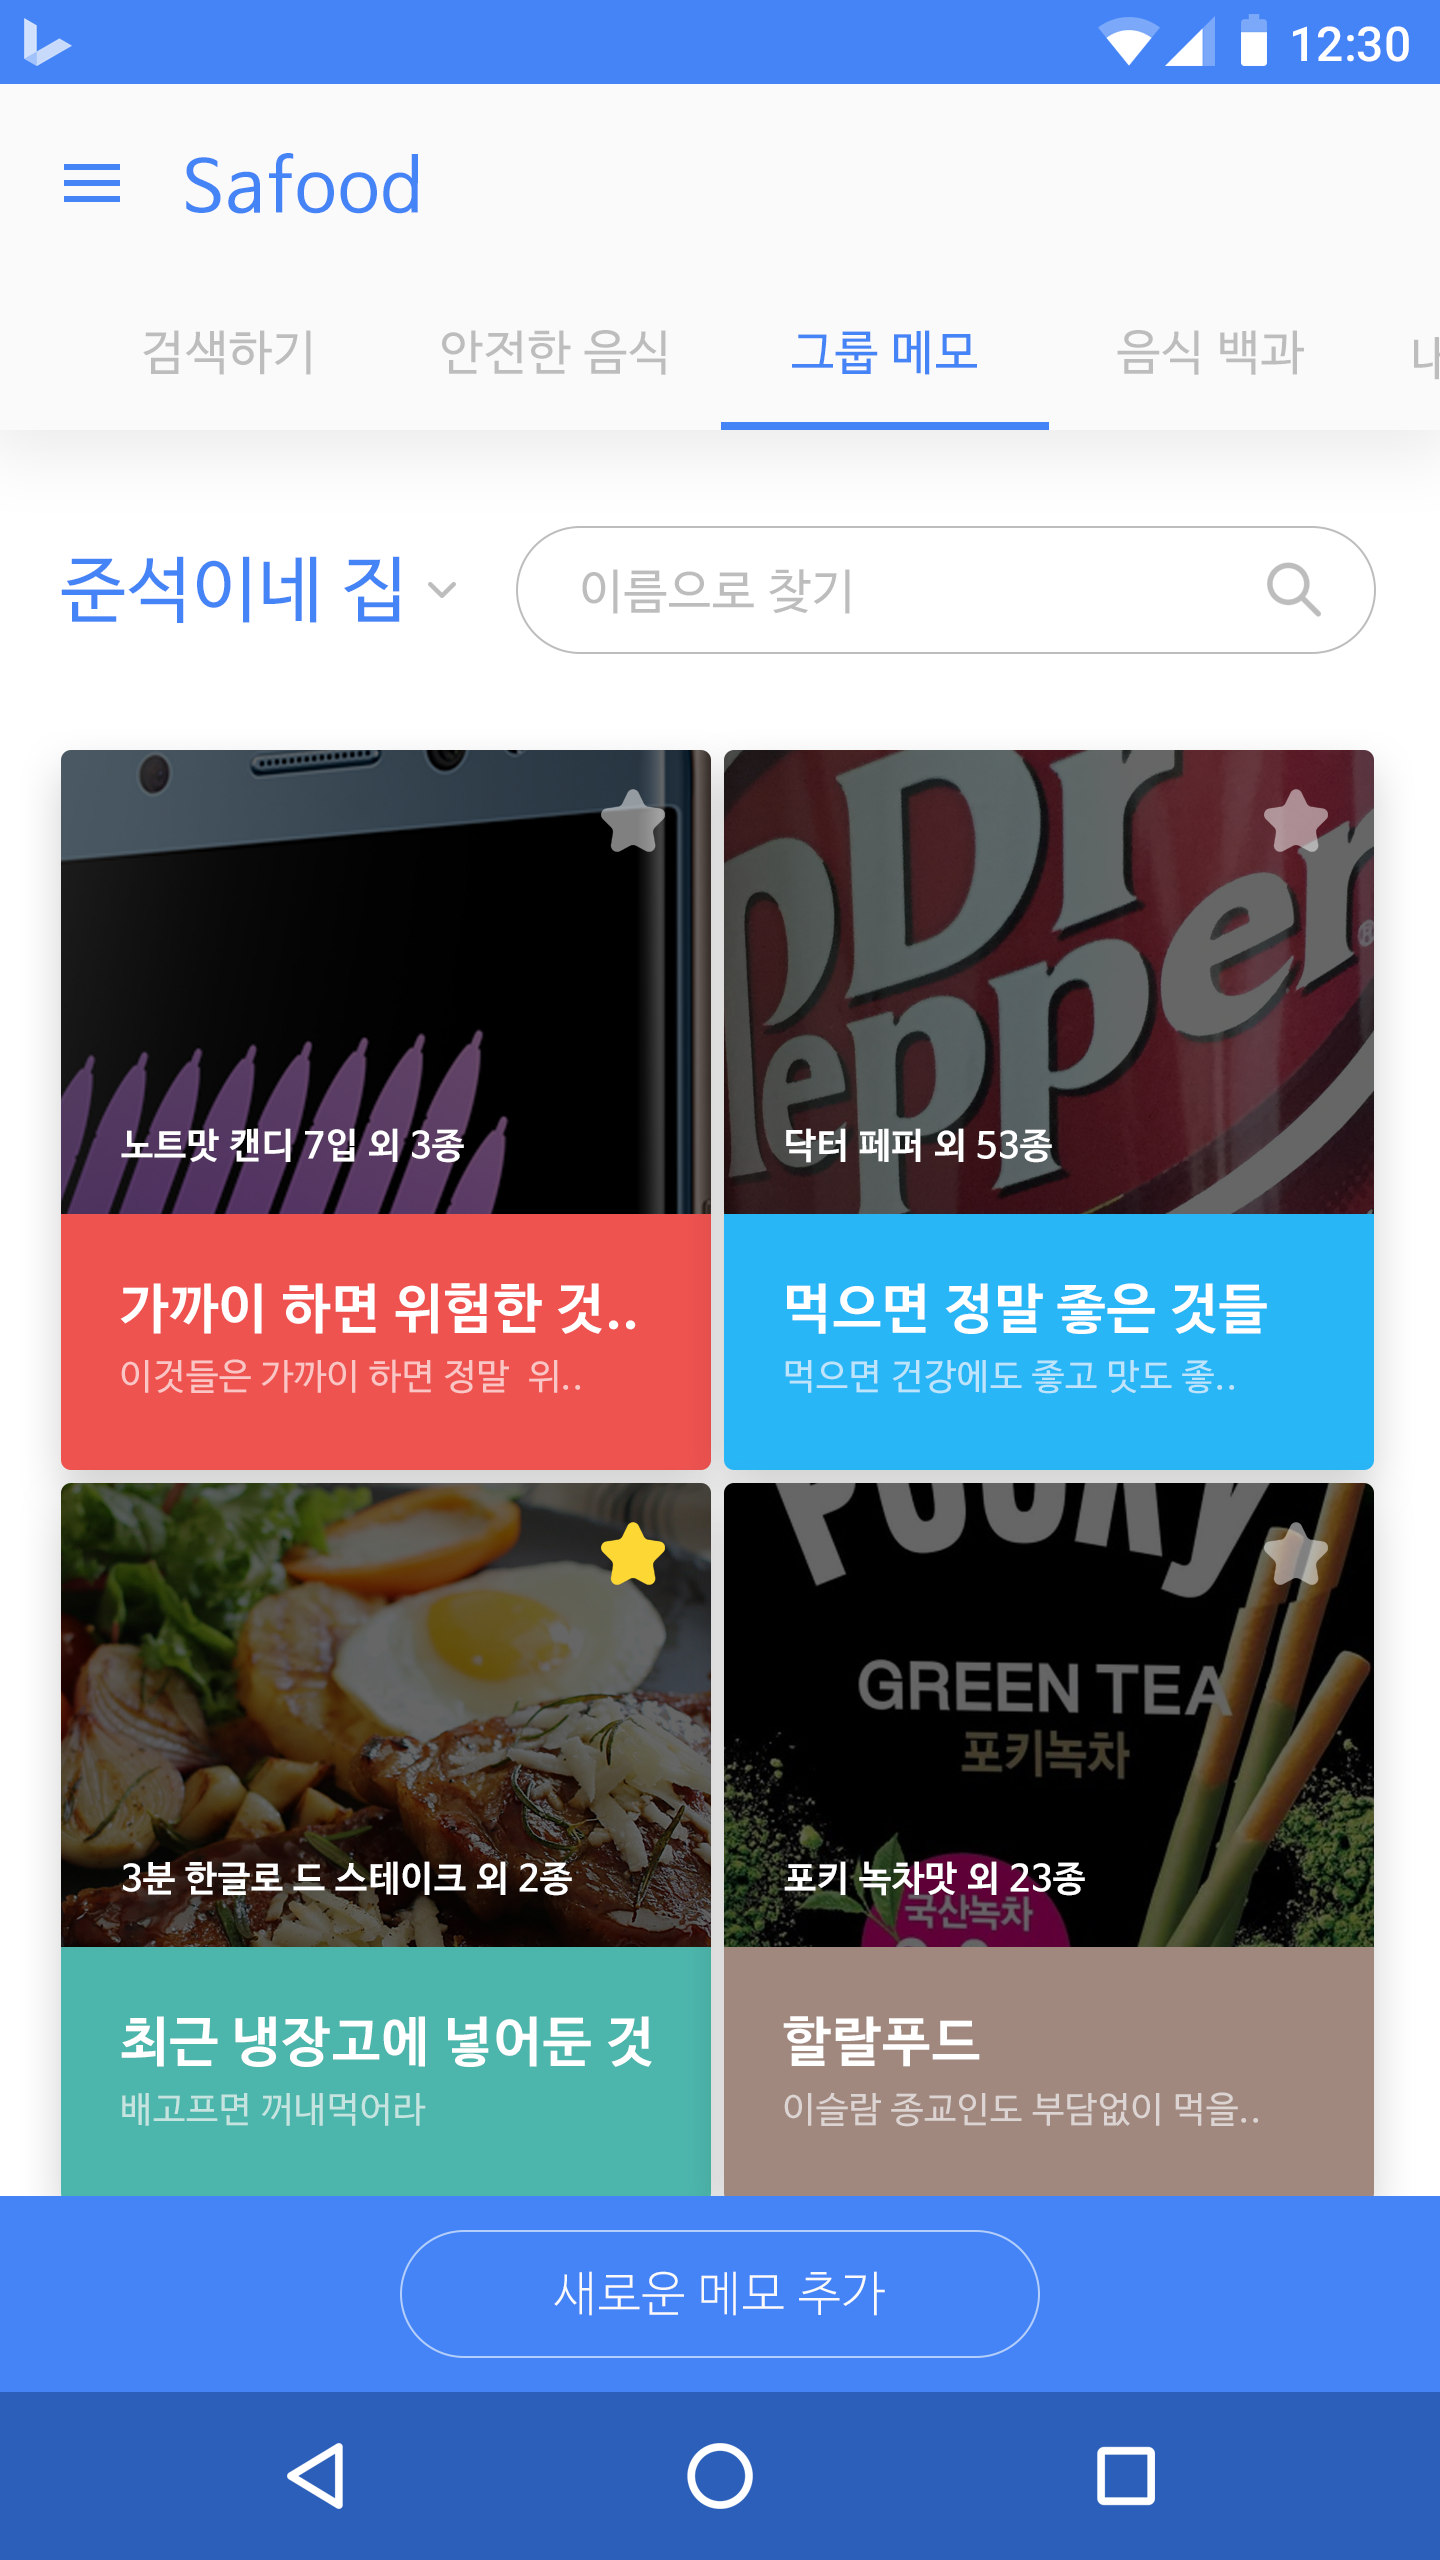 12:30
Safood
검색하기 안전한 음식 그룹 메모 음식 백과
준석이네 집 이름으로 찾기
노트맛 캔디 7입 외 3종
가까이 하면 위험한 것..
이것들은 가까이 하면 정말 위..
Dr
Pepper
®
닥터 페퍼 외 53종
먹으면 정말 좋은 것들
먹으면 건강에도 좋고 맛도 좋..
3분 한글로 드 스테이크 외 2종
최근 냉장고에 넣어둔 것
배고프면 꺼내먹어라
Pocky
GREEN TEA
포키녹차
포키 녹차맛 외 23종
국산녹차
할랄푸드
이슬람 종교인도 부담없이 먹을..
새로운 메모 추가